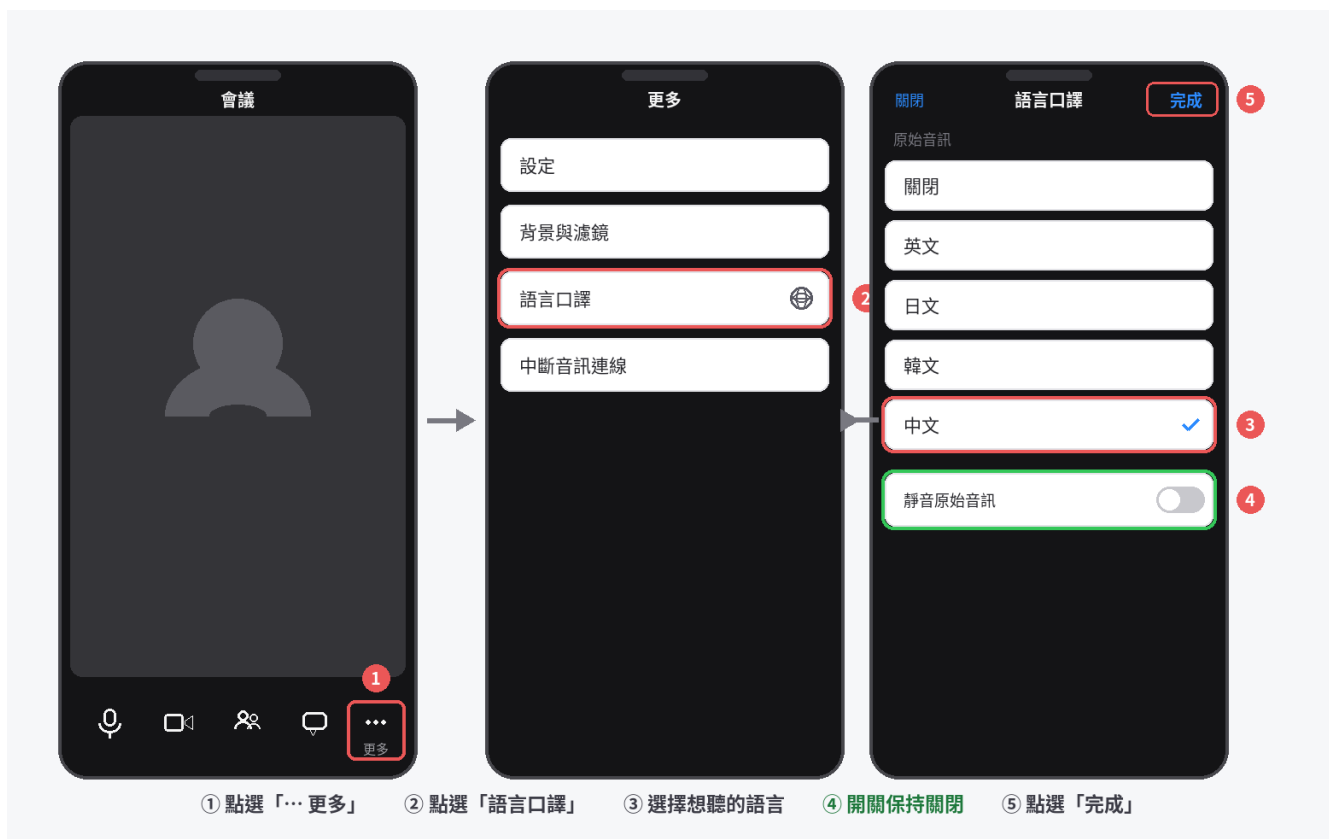 會議
1
更多
更多
設定
背景與濾鏡
語言口譯
2
中斷音訊連線
關閉
語言口譯
完成
5
原始音訊
關閉
英文
日文
韓文
中文
3
靜音原始音訊
4
① 點選「… 更多」 ② 點選「語言口譯」 ③ 選擇想聽的語言 ④ 開關保持關閉 ⑤ 點選「完成」